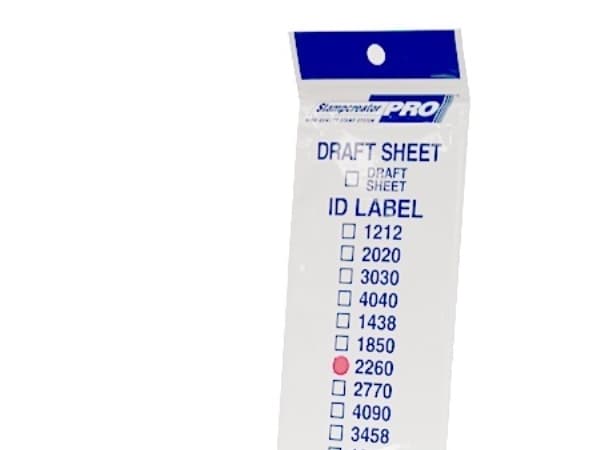 Stampcreator PRO
DRAFT SHEET
DRAFT
SHEET
ID LABEL
1212
2020
3030
4040
1438
1850
2260
2770
4090
3458